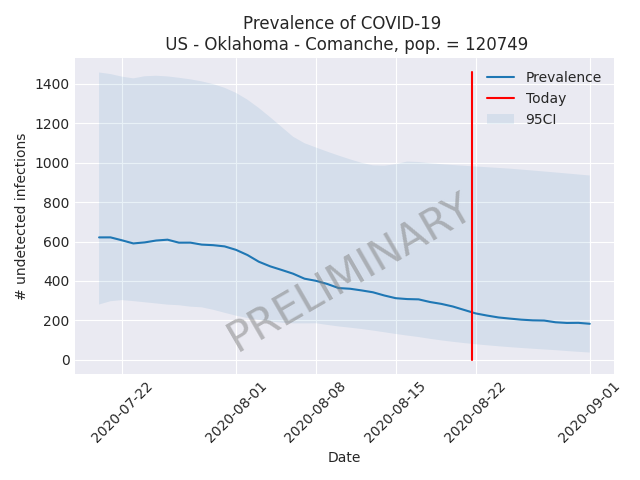 Prevalence of COVID-19
US - Oklahoma - Comanche, pop. = 120749
1400
1200
1000
800
600
400
200
0
# undetected infections
Prevalence
Today
95CI
PRELIMINARY
2020-07-22
2020-08-01
2020-08-08
2020-08-15
2020-08-22
2020-09-01
Date